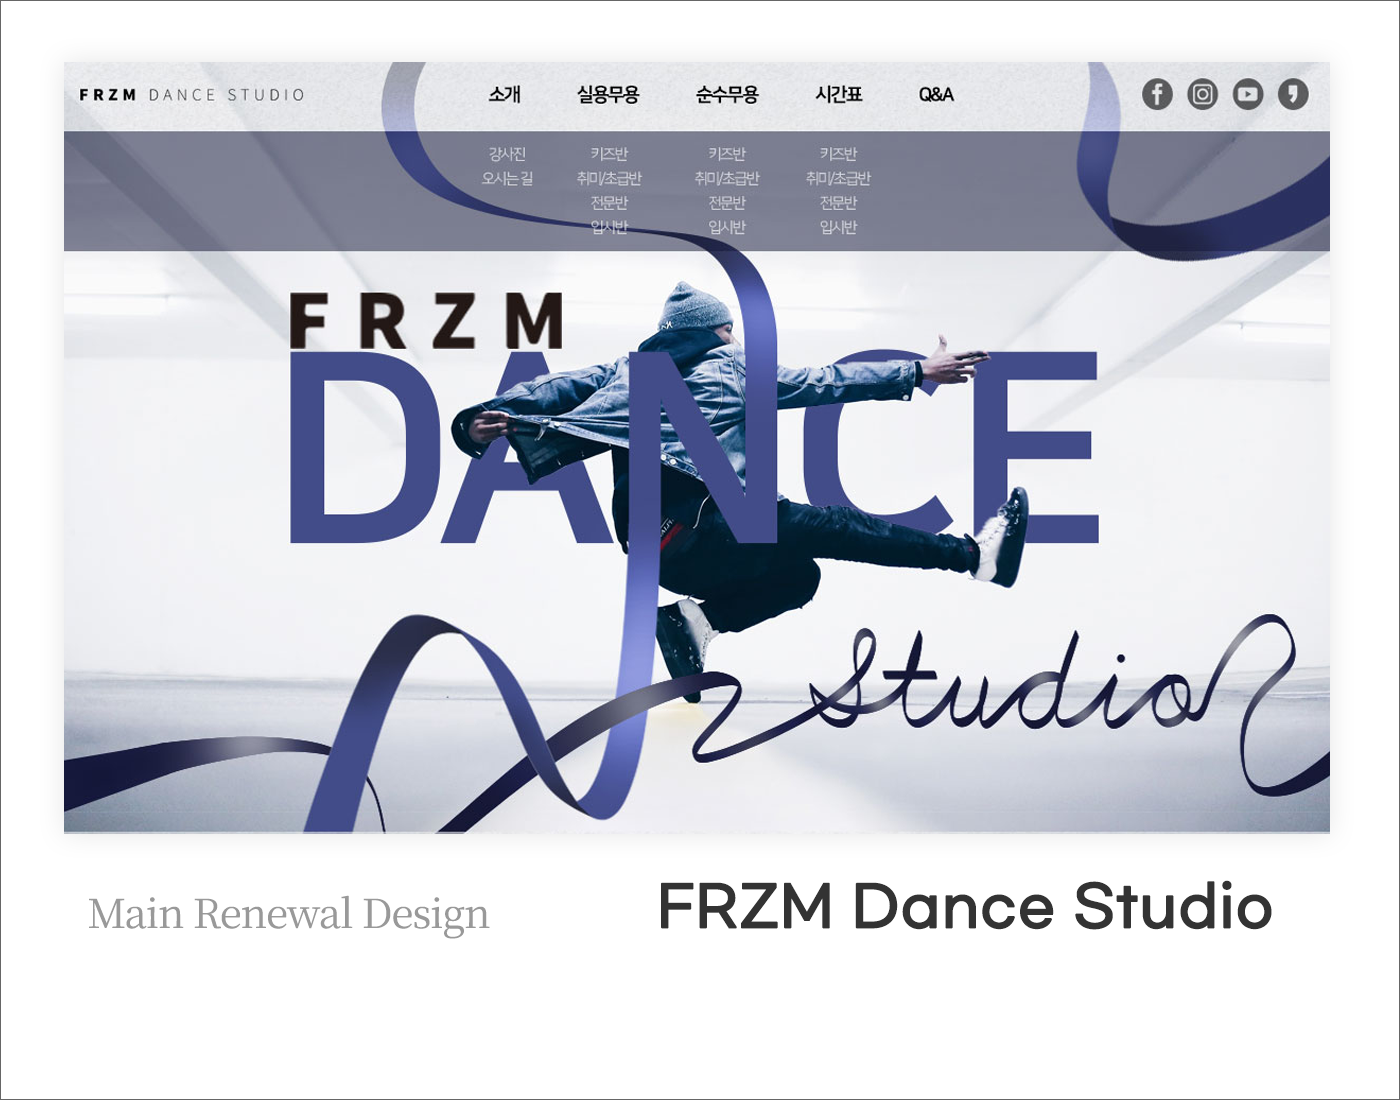 FRZM DANCE STUDIO
소개 실용무용 순수무용 시간표 Q&A
강사진 키즈반 키즈반 키즈반
오시는 길 취미/초급반 취미/초급반 취미/초급반
전문반 전문반 전문반
입시반 입시반 입시반
FRZM
DANCE
Studio
Main Renewal Design
FRZM Dance Studio